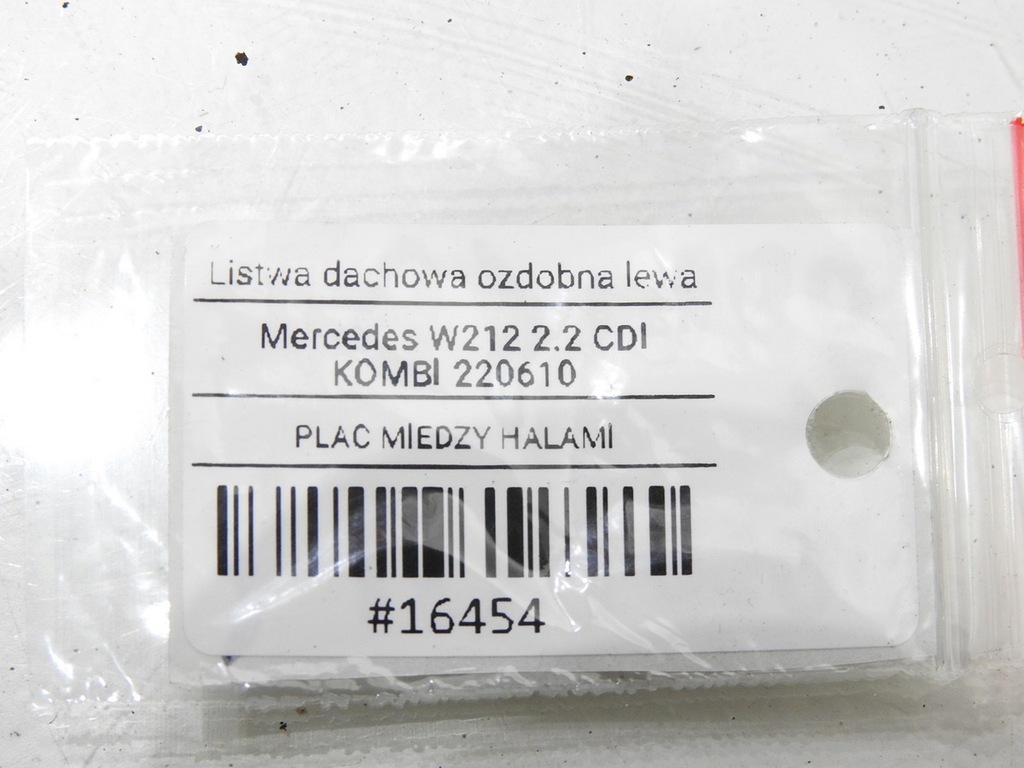 Listwa dachowa ozdobna lewa
Mercedes W212 2.2 CDI
KOMBI 220610
PLAC MIEDZY HALAMI
#16454